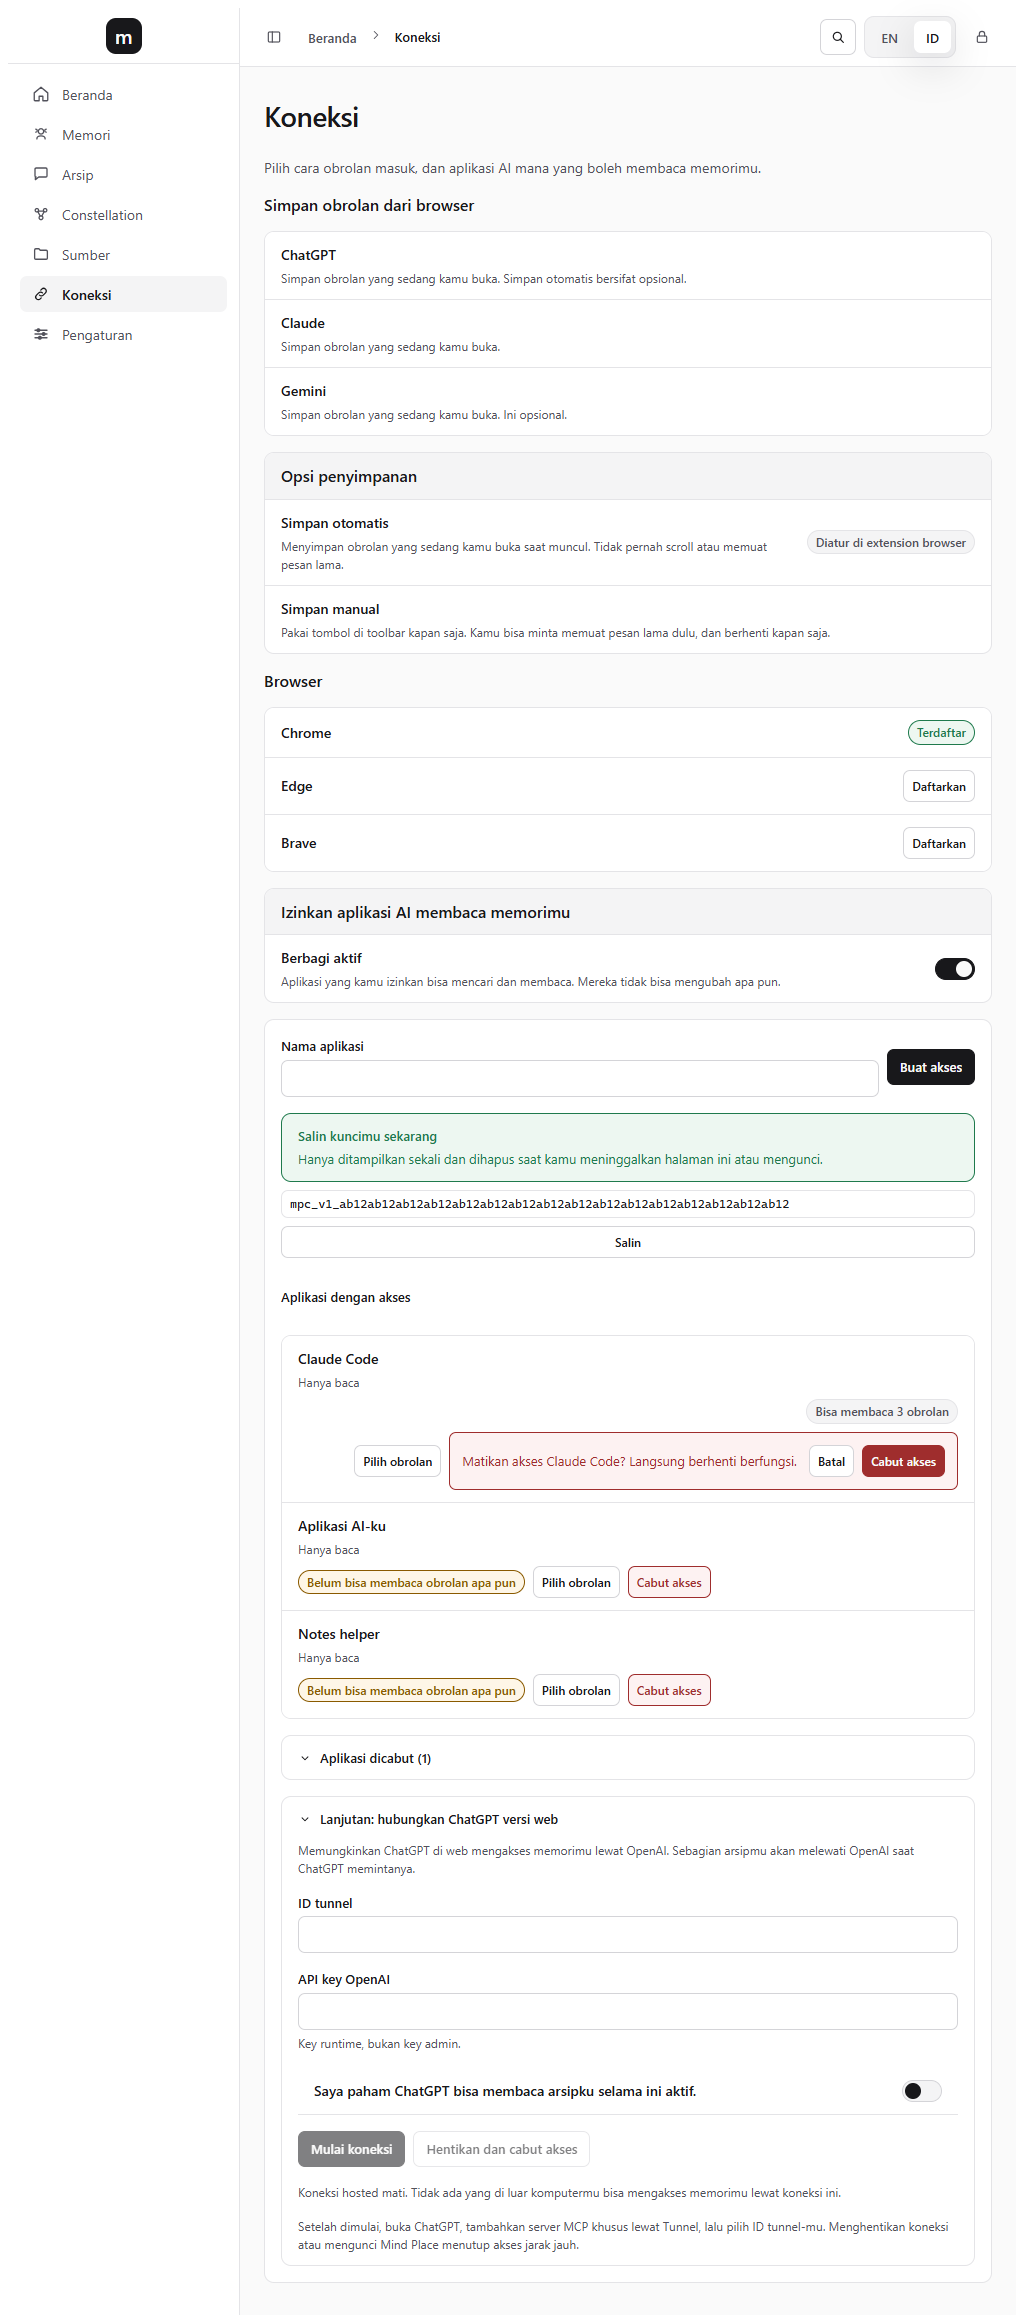 m
Beranda
Memori
Arsip
Constellation
Sumber
Koneksi
Pengaturan
Beranda > Koneksi
EN ID
Koneksi
Pilih cara obrolan masuk, dan aplikasi AI mana yang boleh membaca memorimu.
Simpan obrolan dari browser
ChatGPT
Simpan obrolan yang sedang kamu buka. Simpan otomatis bersifat opsional.
Claude
Simpan obrolan yang sedang kamu buka.
Gemini
Simpan obrolan yang sedang kamu buka. Ini opsional.
Opsi penyimpanan
Simpan otomatis
Menyimpan obrolan yang sedang kamu buka saat muncul. Tidak pernah scroll atau memuat
pesan lama.
Diatur di extension browser
Simpan manual
Pakai tombol di toolbar kapan saja. Kamu bisa minta memuat pesan lama dulu, dan berhenti kapan saja.
Browser
Chrome
Terdaftar
Edge
Daftarkan
Brave
Daftarkan
Izinkan aplikasi AI membaca memorimu
Berbagi aktif
Aplikasi yang kamu izinkan bisa mencari dan membaca. Mereka tidak bisa mengubah apa pun.
Nama aplikasi
Buat akses
Salin kuncimu sekarang
Hanya ditampilkan sekali dan dihapus saat kamu meninggalkan halaman ini atau mengunci.
mpc_v1_ab12ab12ab12ab12ab12ab12ab12ab12ab12ab12ab12ab12ab12ab12ab12ab12
Salin
Aplikasi dengan akses
Claude Code
Hanya baca
Bisa membaca 3 obrolan
Pilih obrolan
Matikan akses Claude Code? Langsung berhenti berfungsi.
Batal
Cabut akses
Aplikasi AI-ku
Hanya baca
Belum bisa membaca obrolan apa pun
Pilih obrolan
Cabut akses
Notes helper
Hanya baca
Belum bisa membaca obrolan apa pun
Pilih obrolan
Cabut akses
Aplikasi dicabut (1)
Lanjutan: hubungkan ChatGPT versi web
Memungkinkan ChatGPT di web mengakses memorimu lewat OpenAI. Sebagian arsipmu akan melewati OpenAI saat
ChatGPT memintanya.
ID tunnel
API key OpenAI
Key runtime, bukan key admin.
Saya paham ChatGPT bisa membaca arsipku selama ini aktif.
Mulai koneksi
Hentikan dan cabut akses
Koneksi hosted mati. Tidak ada yang di luar komputermu bisa mengakses memorimu lewat koneksi ini.
Setelah dimulai, buka ChatGPT, tambahkan server MCP khusus lewat Tunnel, lalu pilih ID tunnel-mu. Menghentikan koneksi
atau mengunci Mind Place menutup akses jarak jauh.